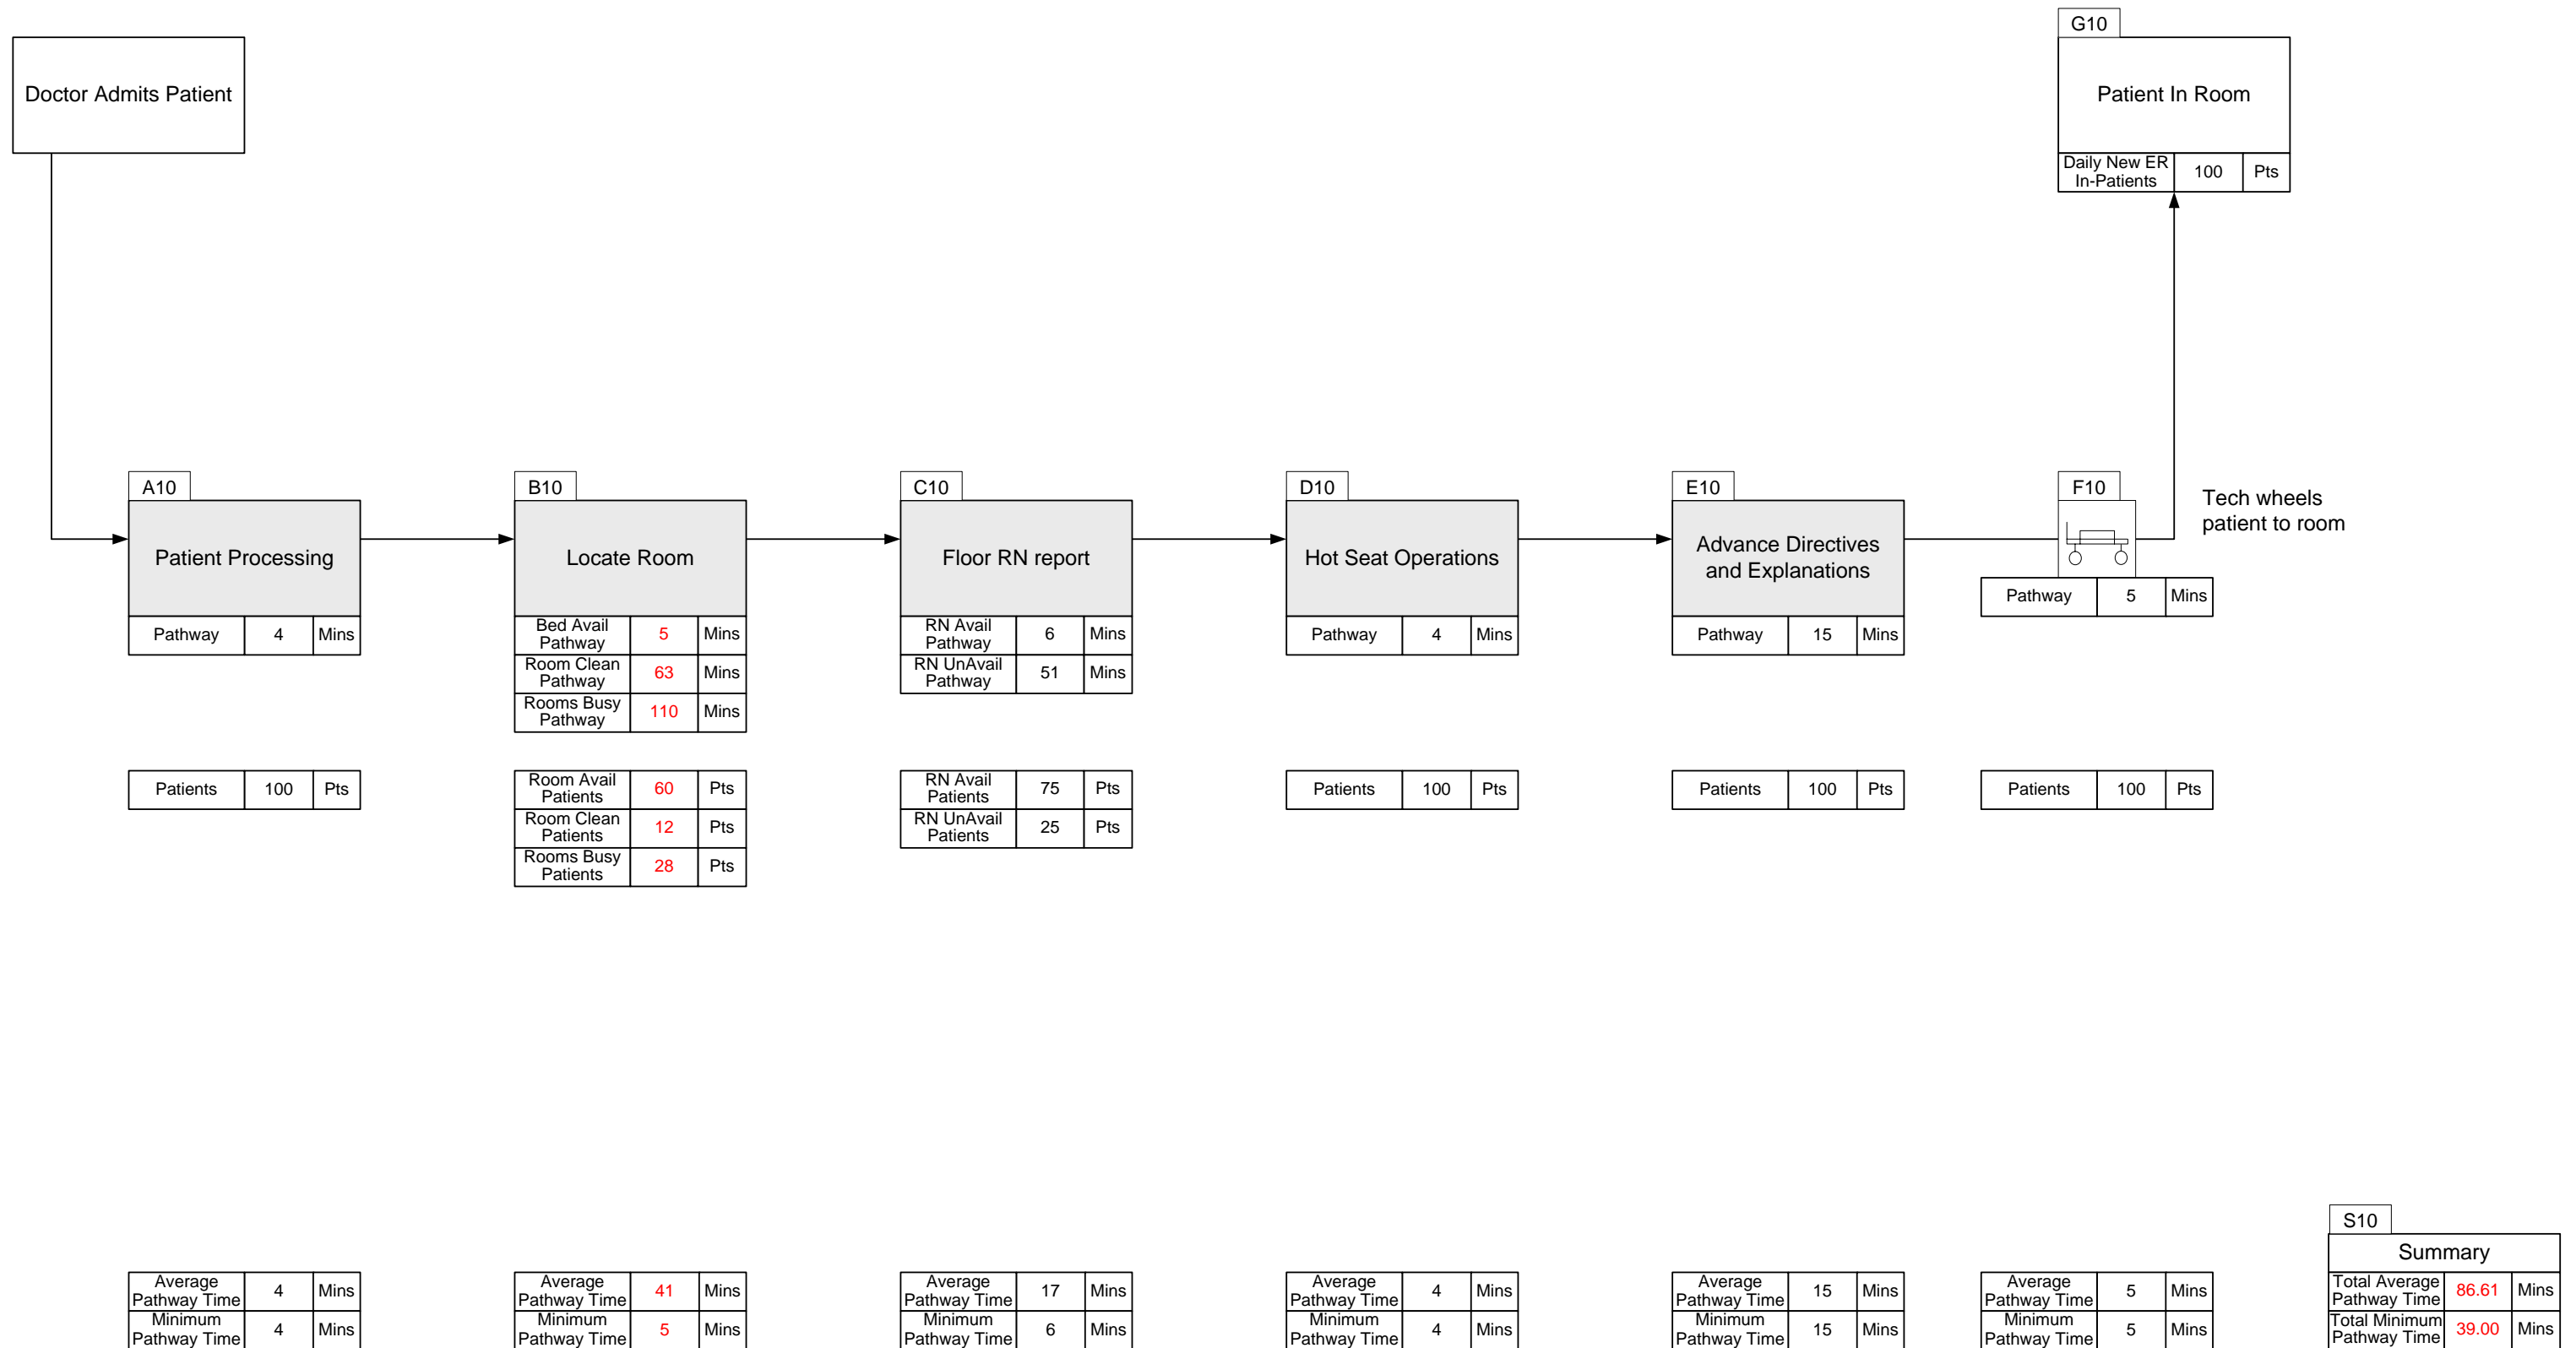 G10
Doctor Admits Patient
Patient In Room
Daily New ER
In-Patients
100
Pts
A10
Patient Processing
Pathway
4
Mins
Patients
100
Pts
B10
Locate Room
Bed Avail
Pathway
5
Mins
Room Clean
Pathway
63
Mins
Rooms Busy
Pathway
110
Mins
Room Avail
Patients
60
Pts
Room Clean
Patients
12
Pts
Rooms Busy
Patients
28
Pts
C10
Floor RN report
RN Avail
Pathway
6
Mins
RN UnAvail
Pathway
51
Mins
RN Avail
Patients
75
Pts
RN UnAvail
Patients
25
Pts
D10
Hot Seat Operations
Pathway
4
Mins
Patients
100
Pts
E10
Advance Directives
and Explanations
Pathway
15
Mins
Patients
100
Pts
F10
Tech wheels
patient to room
Pathway
5
Mins
Patients
100
Pts
Average
Pathway Time
4
Mins
Minimum
Pathway Time
4
Mins
Average
Pathway Time
41
Mins
Minimum
Pathway Time
5
Mins
Average
Pathway Time
17
Mins
Minimum
Pathway Time
6
Mins
Average
Pathway Time
4
Mins
Minimum
Pathway Time
4
Mins
Average
Pathway Time
15
Mins
Minimum
Pathway Time
15
Mins
Average
Pathway Time
5
Mins
Minimum
Pathway Time
5
Mins
S10
Summary
Total Average
Pathway Time
86.61
Mins
Total Minimum
Pathway Time
39.00
Mins